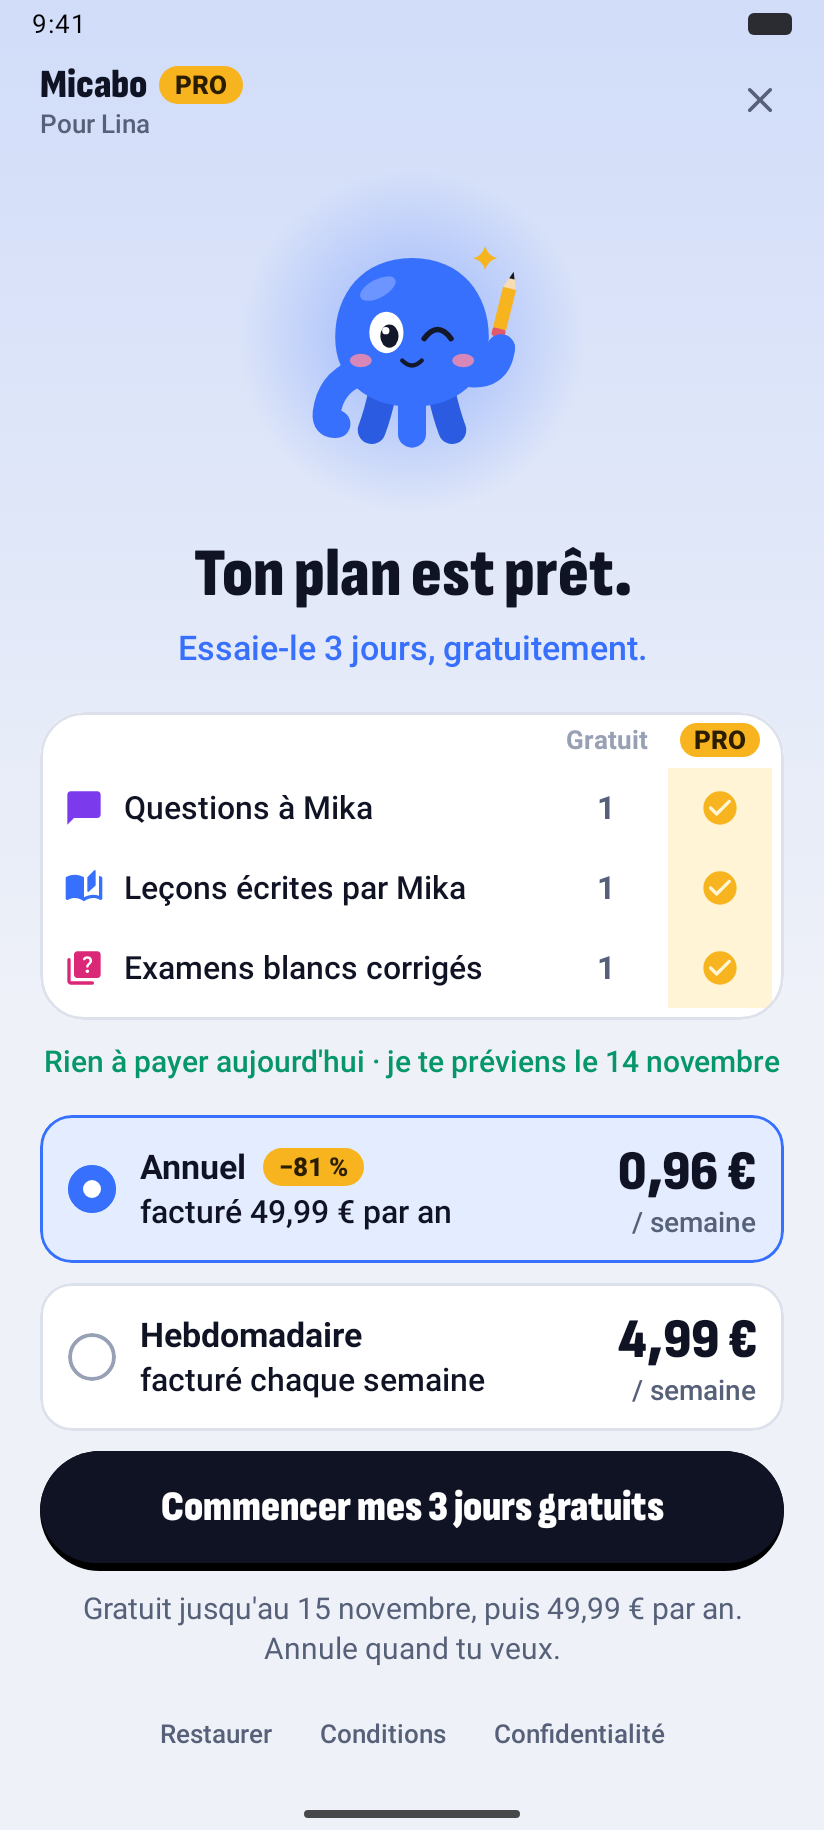 9:41
Micabo PRO
Pour Lina
Ton plan est prêt.
Essaie-le 3 jours, gratuitement.
Gratuit PRO
Questions à Mika 1
Leçons écrites par Mika 1
? Examens blancs corrigés 1
Rien à payer aujourd'hui · je te préviens le 14 novembre
Annuel −81 % 0,96 €
facturé 49,99 € par an / semaine
Hebdomadaire 4,99 €
facturé chaque semaine / semaine
Commencer mes 3 jours gratuits
Gratuit jusqu'au 15 novembre, puis 49,99 € par an.
Annule quand tu veux.
Restaurer Conditions Confidentialité